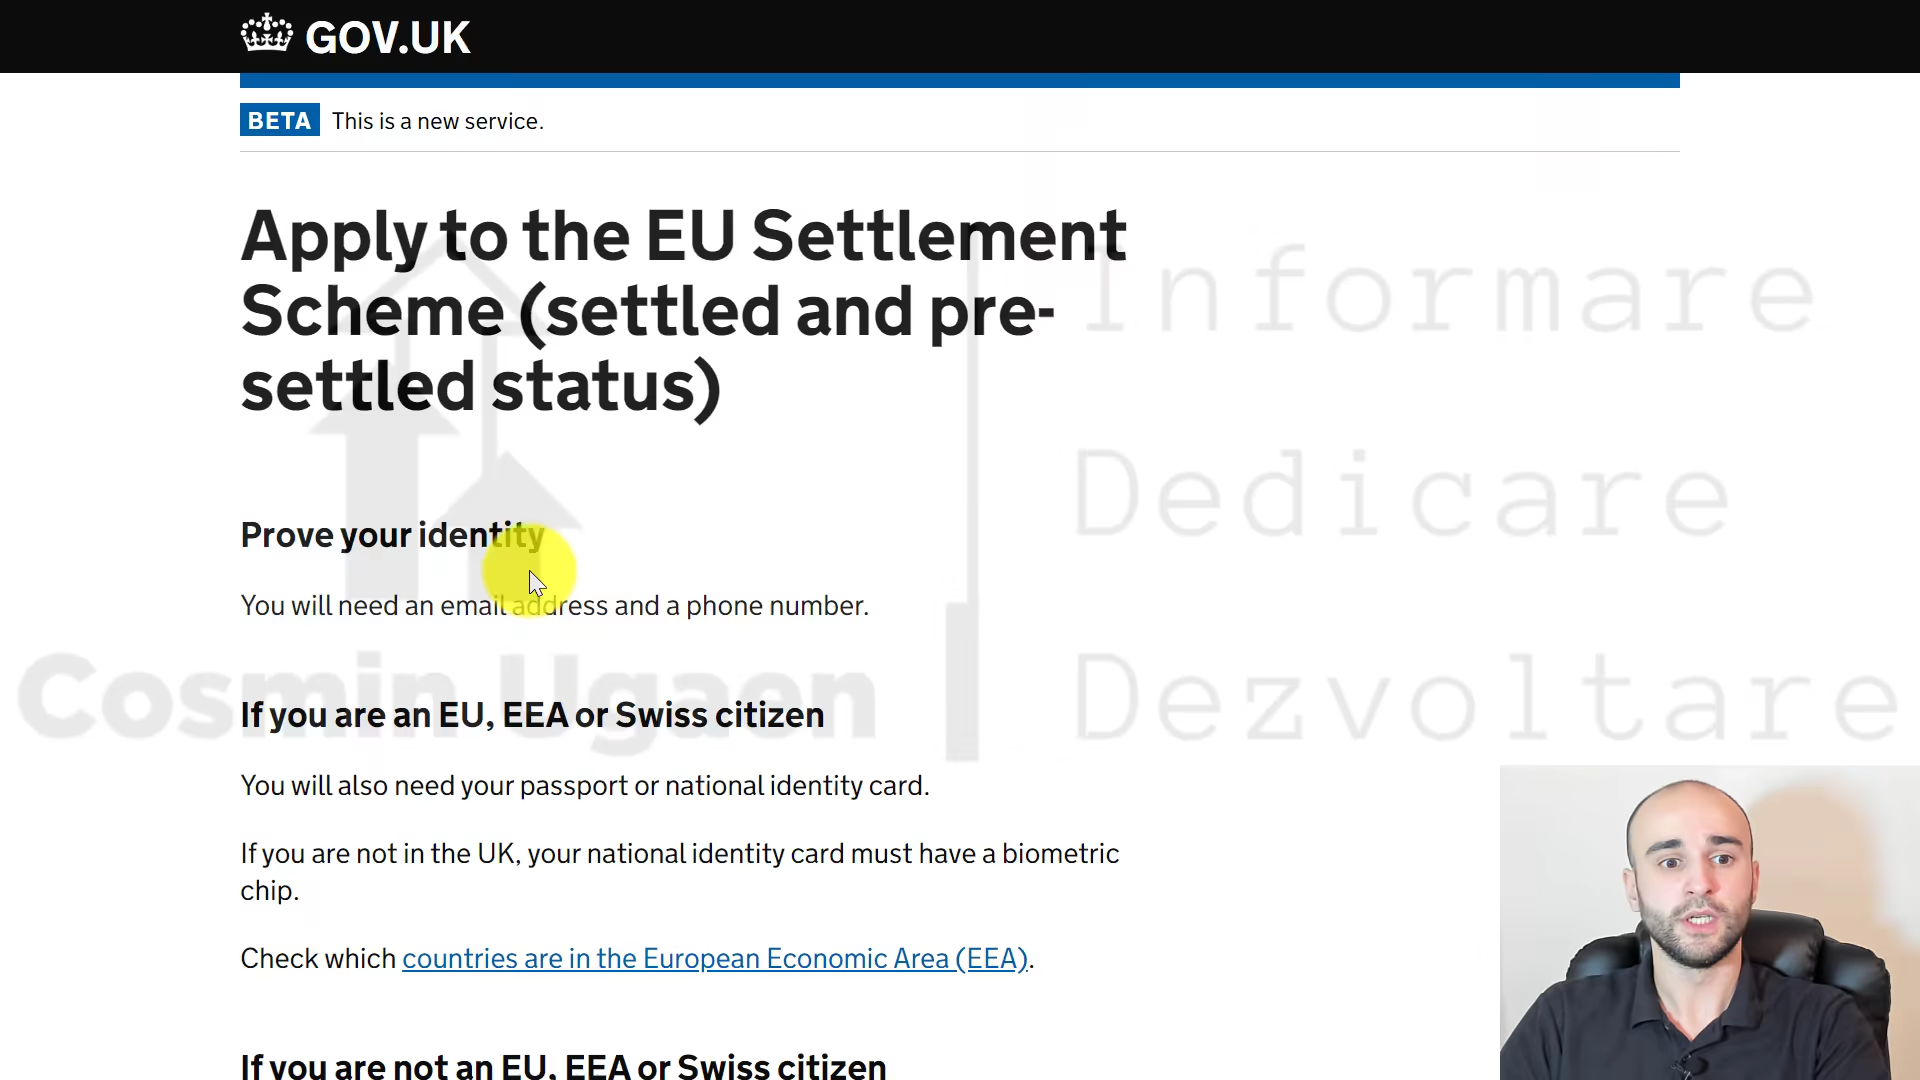 GOV.UK
BETA This is a new service.
Apply to the EU Settlement
Scheme (settled and pre-
settled status)
Informare
Dedicare
Dezvoltare
Cosmin Ugaen
Prove your identity
You will need an email address and a phone number.
If you are an EU, EEA or Swiss citizen
You will also need your passport or national identity card.
If you are not in the UK, your national identity card must have a biometric
chip.
Check which countries are in the European Economic Area (EEA).
If you are not an EU, EEA or Swiss citizen